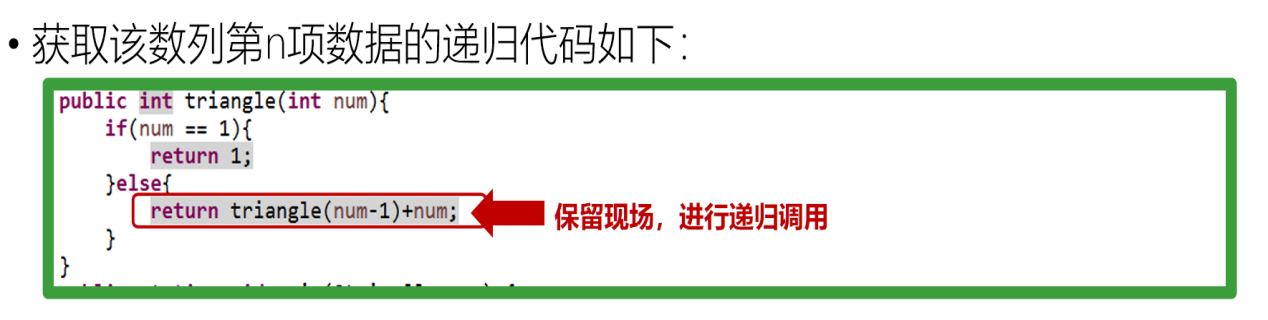 • 获取该数列第n项数据的递归代码如下：
public int triangle(int num){
if(num == 1){
return 1;
}else{
return triangle(num-1)+num;
保留现场，进行递归调用
}
}